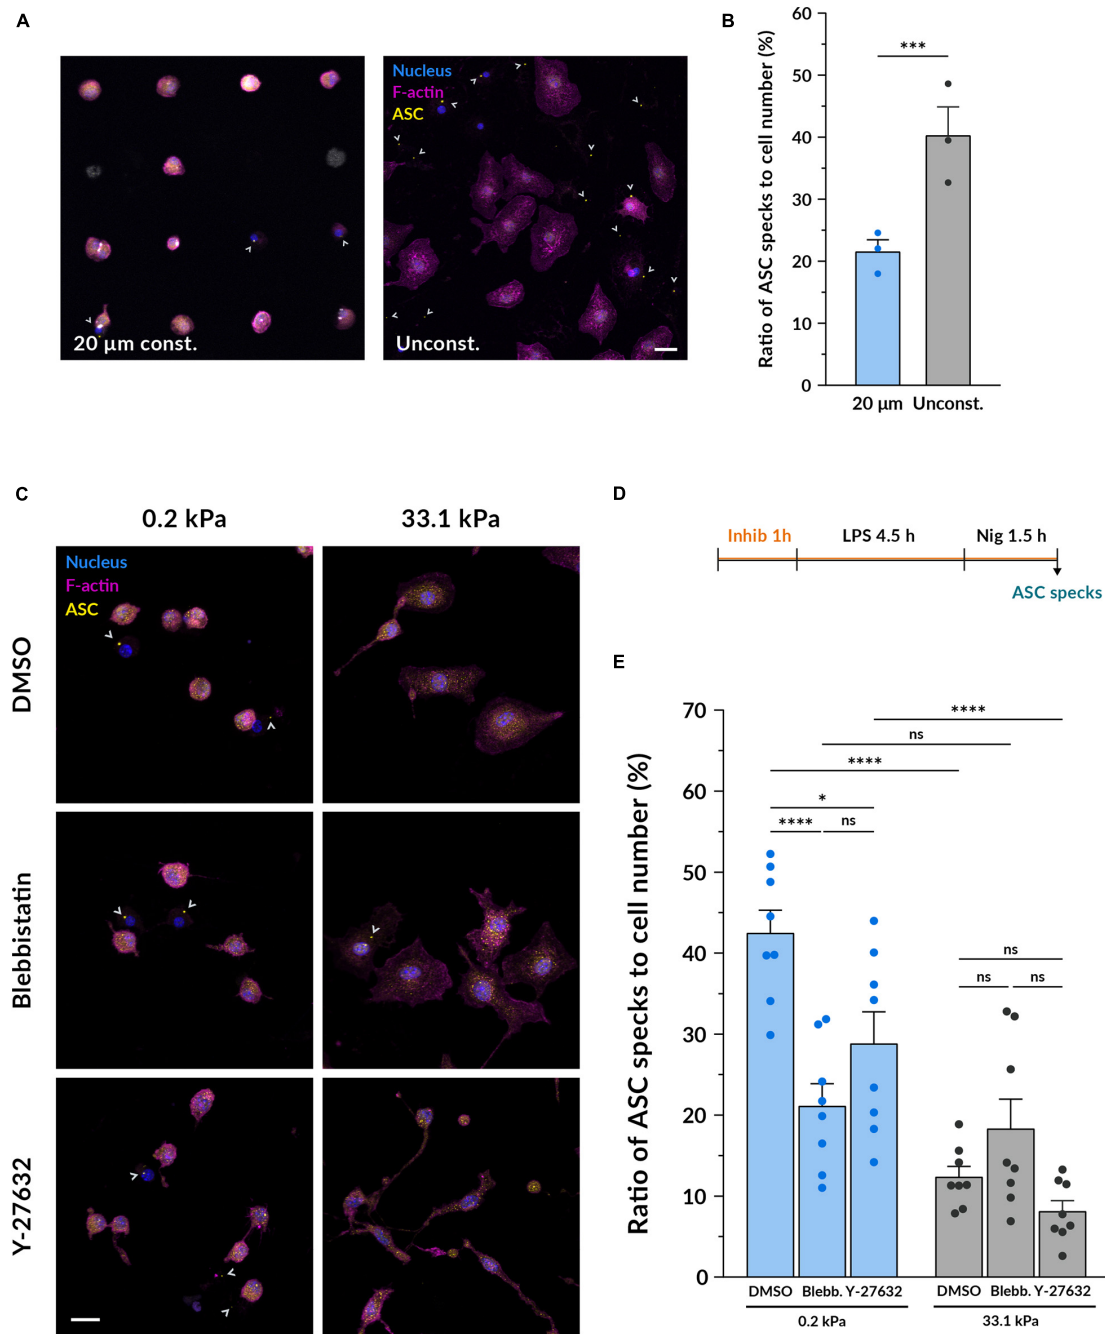 A
Nucleus
F-actin
ASC
20 µm const.
Unconst.
B
Ratio of ASC specks to cell number (%)
60
50
40
30
20
10
0
***
20 µm Unconst.
C
0.2 kPa
33.1 kPa
DMSO
Nucleus
F-actin
ASC
Blebbistatin
Y-27632
D
Inhib 1h
LPS 4.5 h
Nig 1.5 h
ASC specks
E
Ratio of ASC specks to cell number (%)
70
60
50
40
30
20
10
0
****
ns
****
*
**** ns
ns
ns ns
DMSO Blebb. Y-27632 DMSO Blebb. Y-27632
0.2 kPa 33.1 kPa